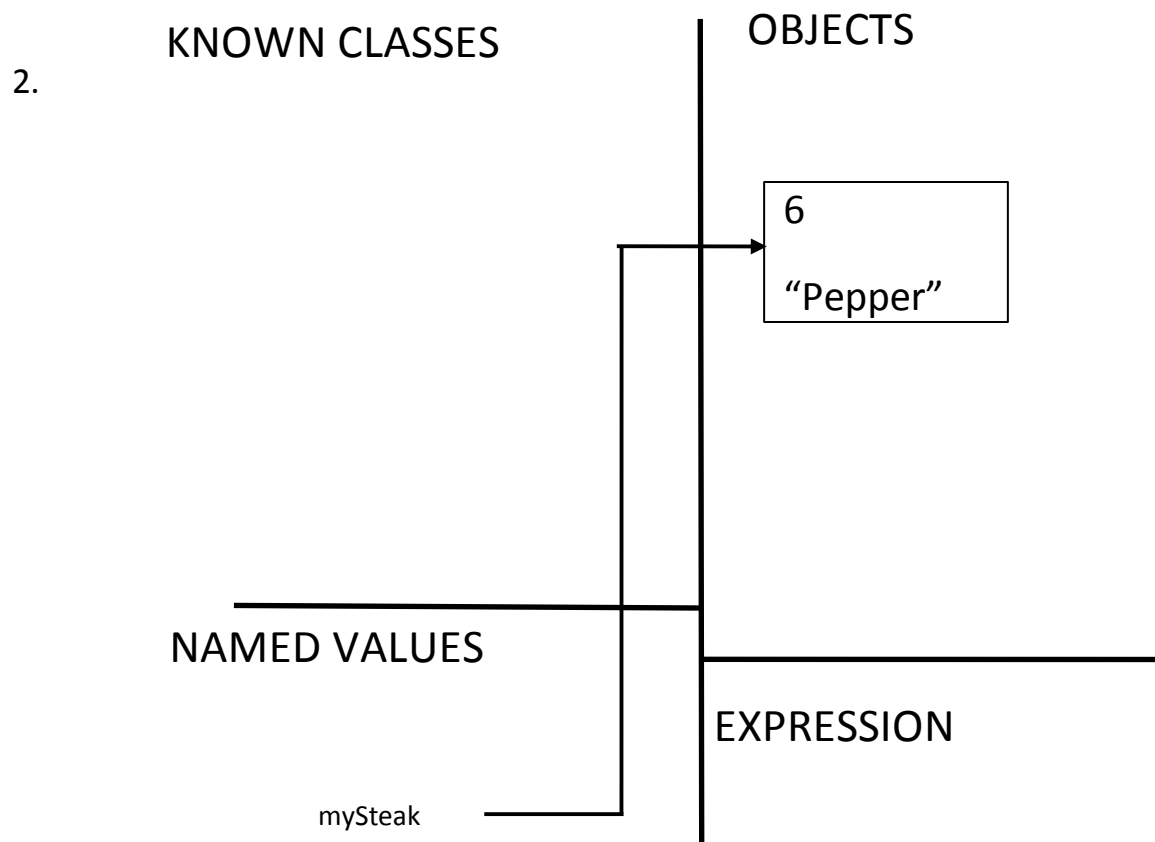 KNOWN CLASSES
OBJECTS
2.
6
“Pepper”
NAMED VALUES
EXPRESSION
mySteak